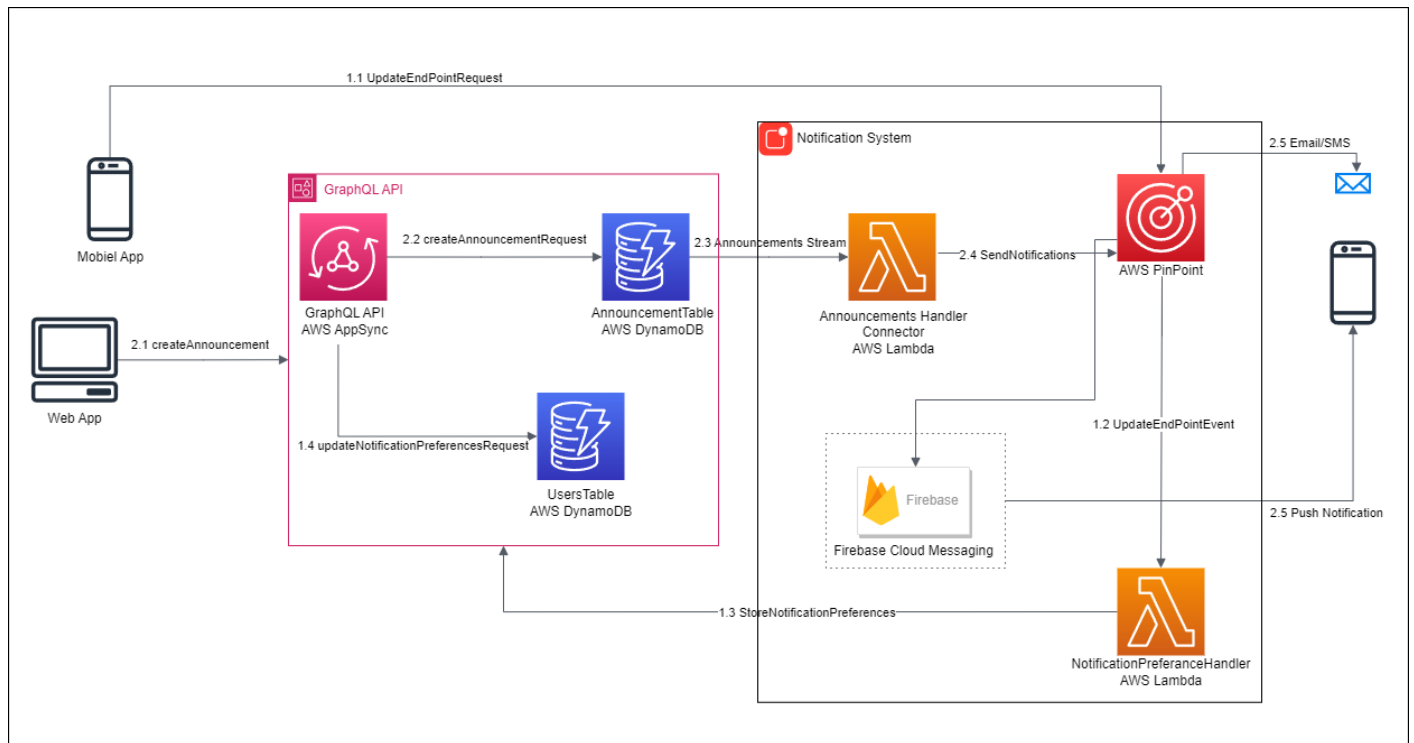 1.1 UpdateEndPointRequest
Notification System
2.5 Email/SMS
GraphQL API
Mobiel App
2.2 createAnnouncementRequest
2.3 Announcements Stream
2.4 SendNotifications
AWS PinPoint
GraphQL API
AWS AppSync
AnnouncementTable
AWS DynamoDB
Announcements Handler
Connector
AWS Lambda
2.1 createAnnouncement
Web App
1.4 updateNotificationPreferencesRequest
1.2 UpdateEndPointEvent
UsersTable
AWS DynamoDB
Firebase
2.5 Push Notification
Firebase Cloud Messaging
1.3 StoreNotificationPreferences
NotificationPreferanceHandler
AWS Lambda